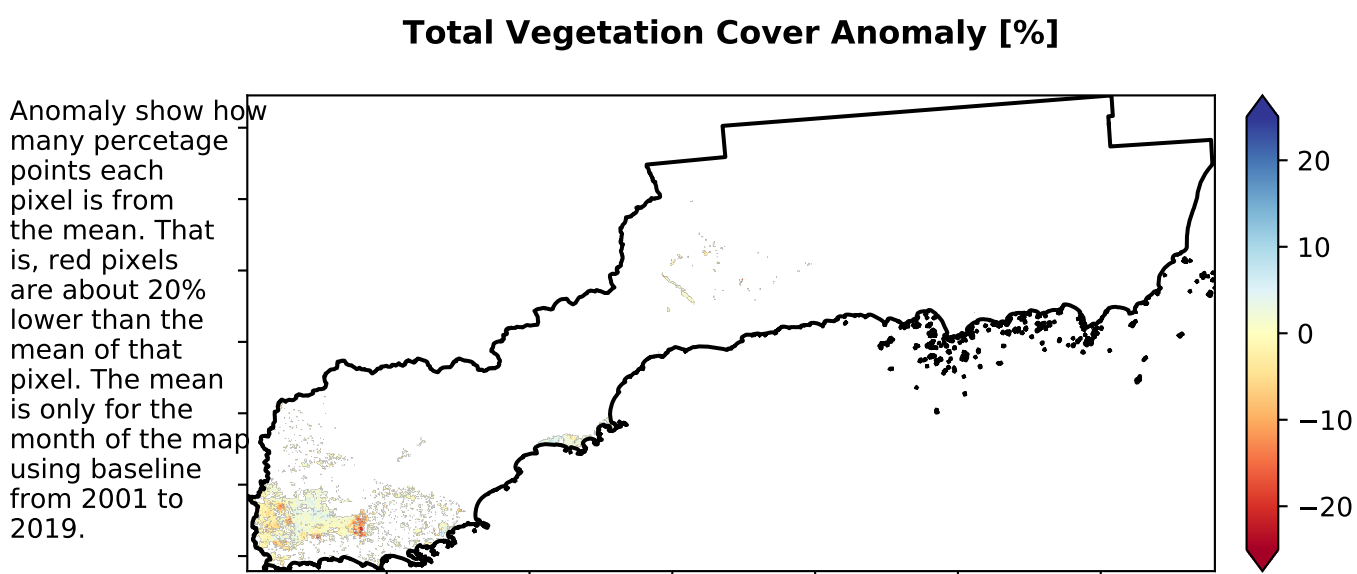 Total Vegetation Cover Anomaly [%]
Anomaly show how
many percetage
points each
pixel is from
the mean. That
is, red pixels
are about 20%
lower than the
mean of that
pixel. The mean
is only for the
month of the map
using baseline
from 2001 to
2019.
20
10
0
−10
−20